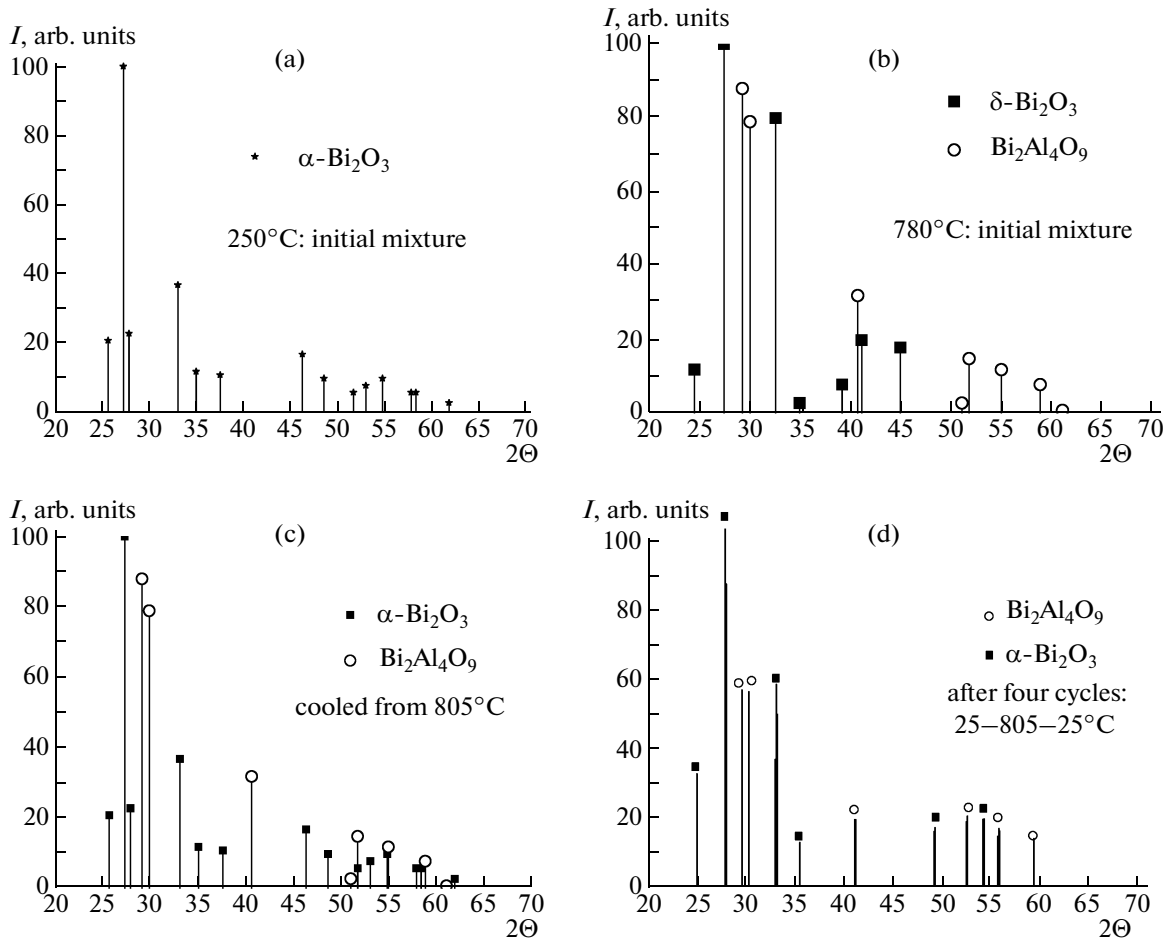 I, arb. units
(a)
100
80
60
40
20
0
α-Bi₂O₃
250°C: initial mixture
20 25 30 35 40 45 50 55 60 65 70
2Θ
I, arb. units
(b)
100
80
60
40
20
0
δ-Bi₂O₃
Bi₂Al₄O₉
780°C: initial mixture
20 25 30 35 40 45 50 55 60 65 71
2Θ
I, arb. units
(c)
100
80
60
40
20
0
α-Bi₂O₃
Bi₂Al₄O₉
cooled from 805°C
20 25 30 35 40 45 50 55 60 65 70
2Θ
I, arb. units
(d)
100
80
60
40
20
0
Bi₂Al₄O₉
α-Bi₂O₃
after four cycles:
25–805–25°C
20 25 30 35 40 45 50 55 60 65 70
2Θ